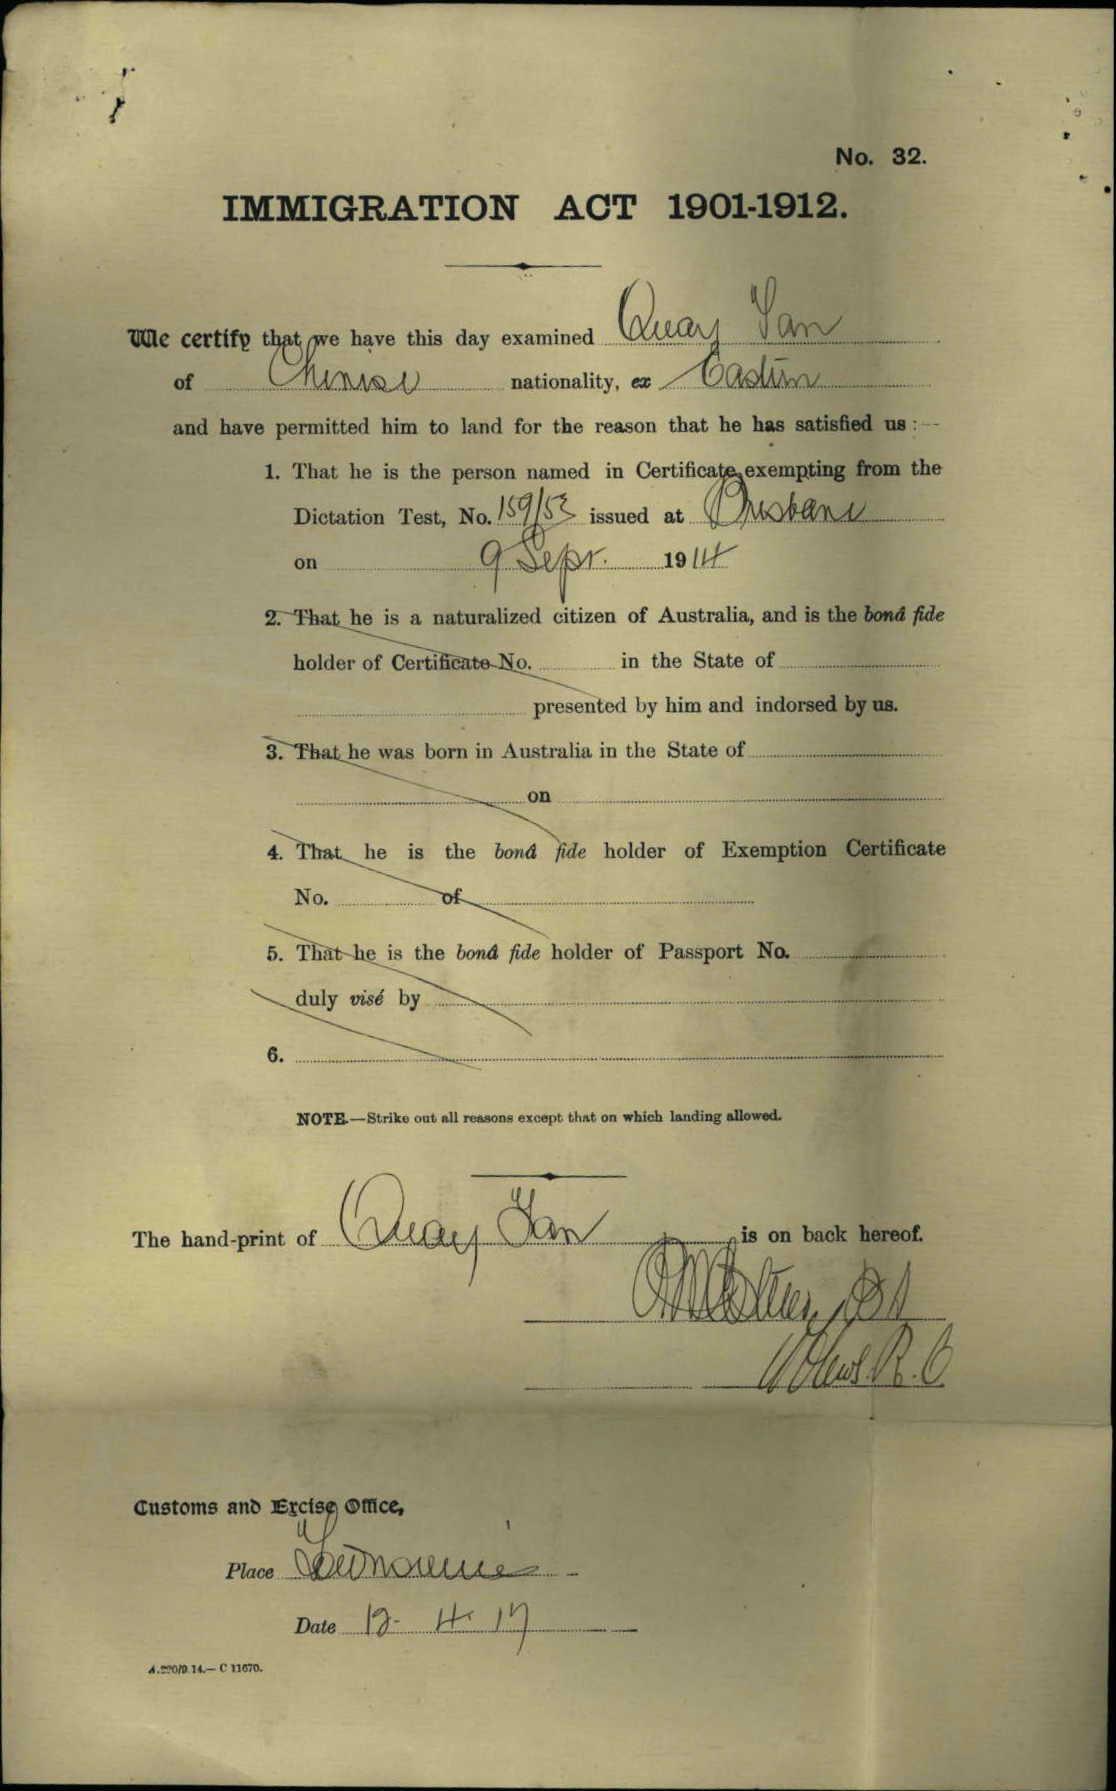 No. 32.
IMMIGRATION ACT 1901-1912.
We certify that we have this day examined Quay Yan
of Chinese nationality, ex Eastern
and have permitted him to land for the reason that he has satisfied us :—
1. That he is the person named in Certificate exempting from the
Dictation Test, No. 159/53 issued at Brisbane
on 9 Sepr. 1914
2. That he is a naturalized citizen of Australia, and is the bonâ fide
holder of Certificate No. in the State of
presented by him and indorsed by us.
3. That he was born in Australia in the State of
on
4. That he is the bonâ fide holder of Exemption Certificate
No. of
5. That he is the bonâ fide holder of Passport No.
duly visé by
6.
NOTE.—Strike out all reasons except that on which landing allowed.
The hand-print of Quay Yan is on back hereof.
Customs and Excise Office,
Place Townsville
Date 12. 4. 17
A.220/9.14.— C 11670.